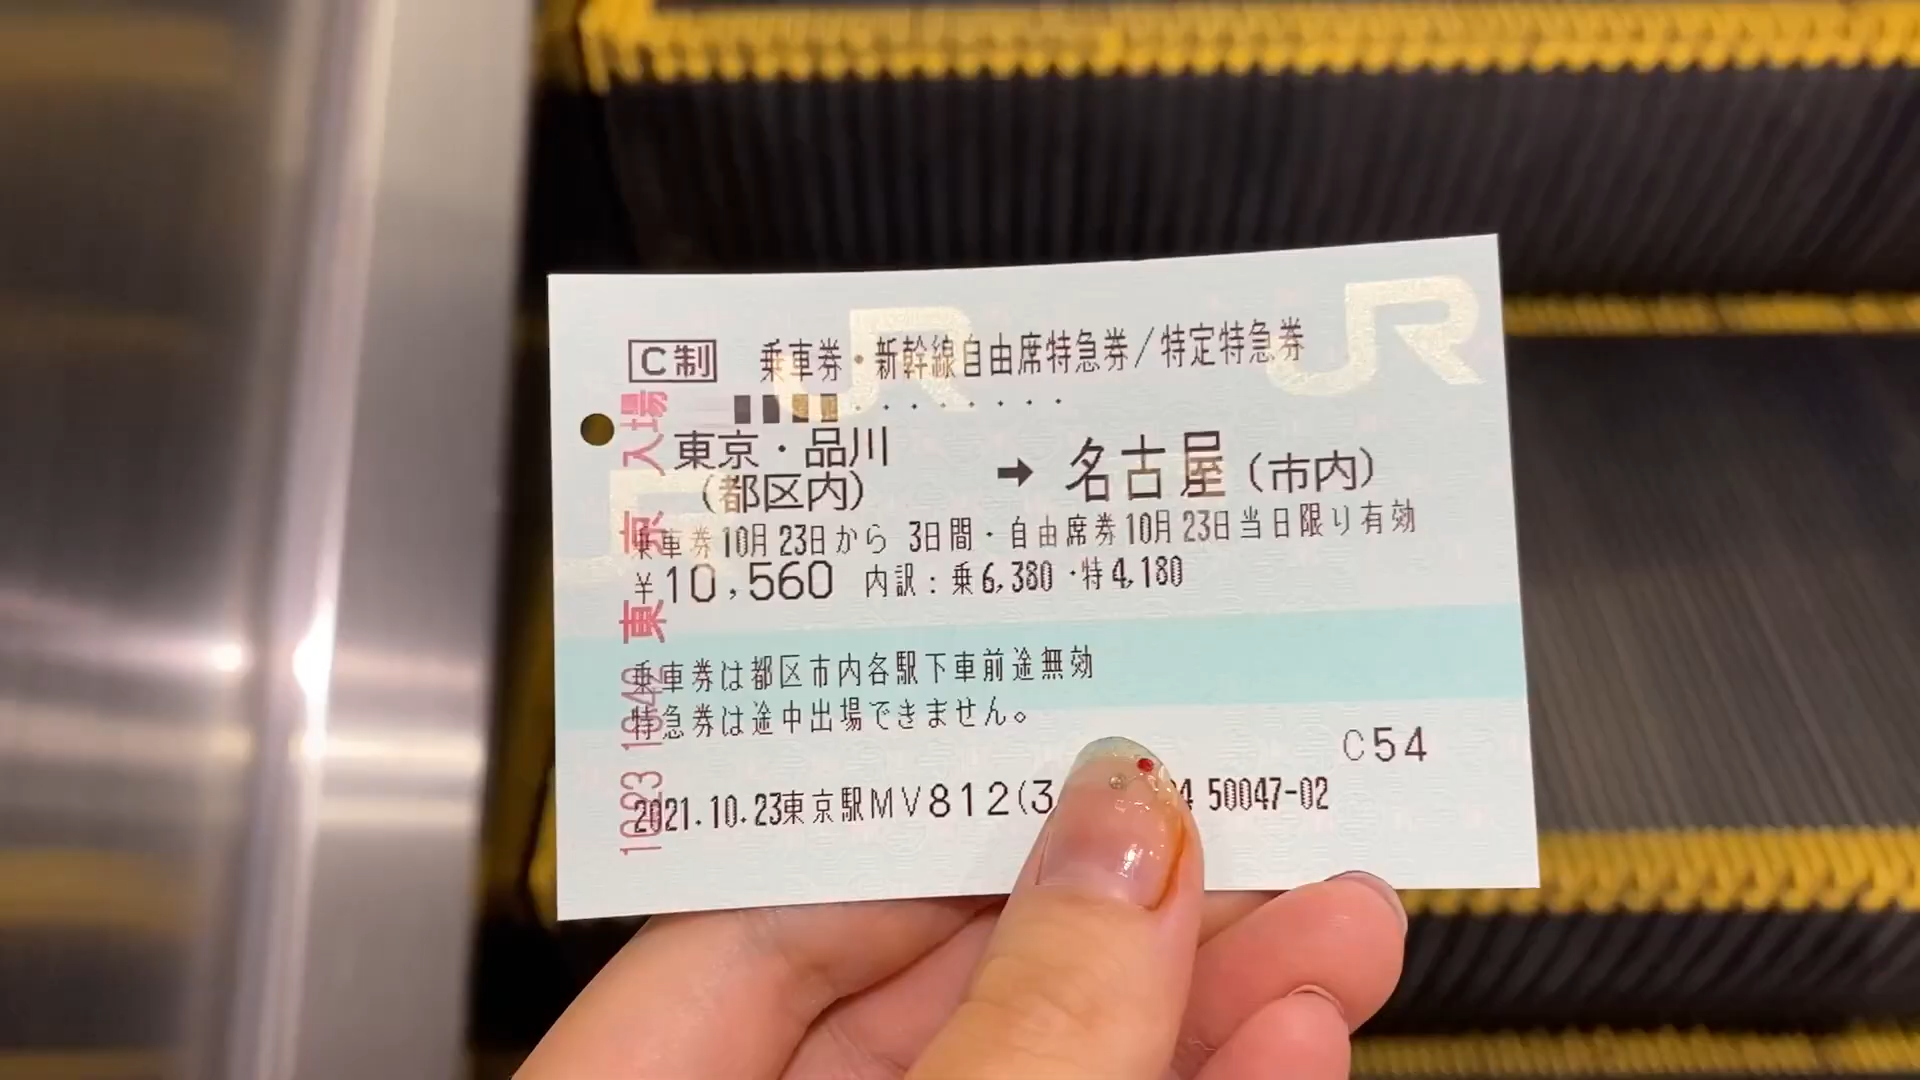 C制 乗車券・新幹線自由席特急券/特定特急券
東京・品川
(都区内)
➡ 名古屋(市内)
乗車券10月23日から 3日間・自由席券10月23日当日限り有効
¥10,560 内訳:乗6,380・特4,180
乗車券は都区市内各駅下車前途無効
特急券は途中出場できません。
C54
2021.10.23東京駅MV812(3 50047-02
東京 入場
JR
JR